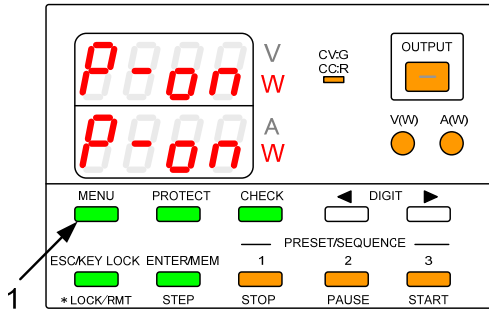 P-on V
W
CV:G
CC:R
OUTPUT
P-on A
W
V(W) A(W)
MENU PROTECT CHECK ◀ DIGIT ▶
PRESET/SEQUENCE
ESC/KEY LOCK ENTER/MEM 1 2 3
*LOCK/RMT STEP STOP PAUSE START
1